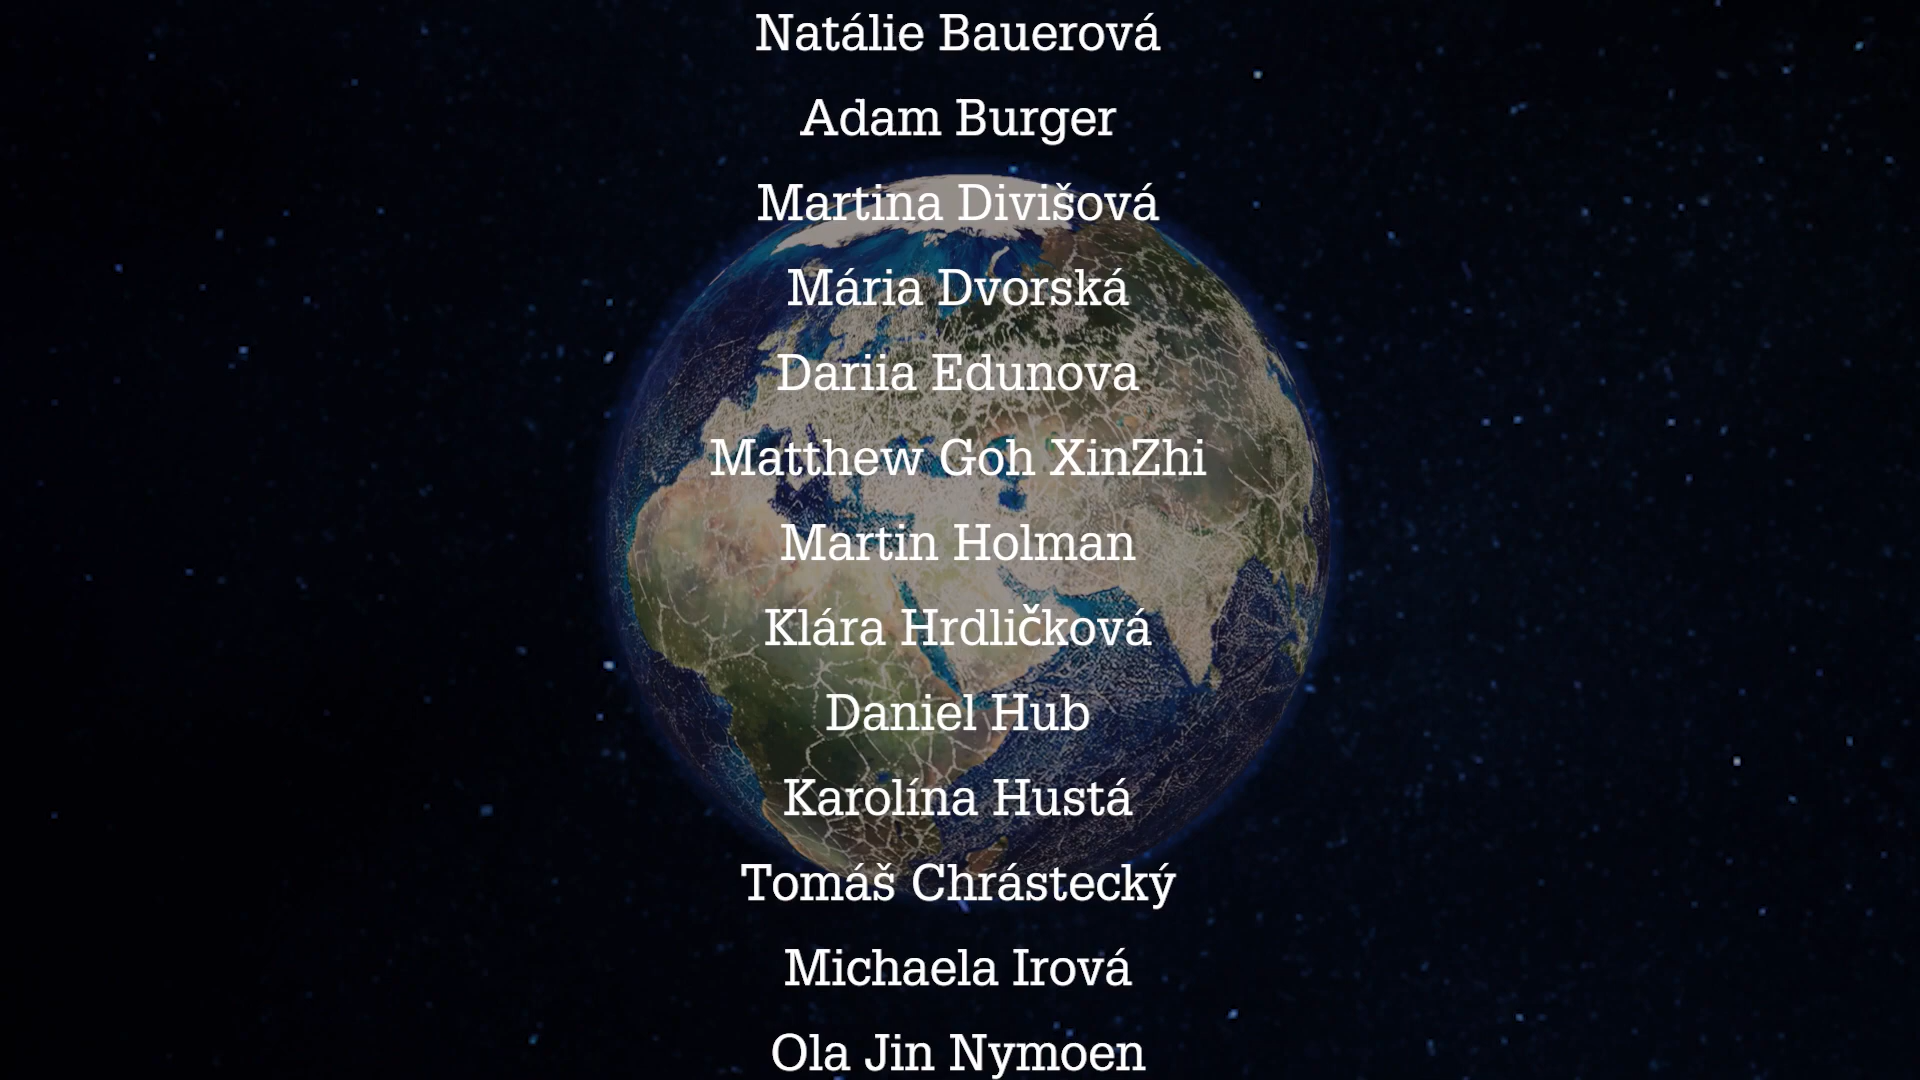 Natálie Bauerová
Adam Burger
Martina Divišová
Mária Dvorská
Dariia Edunova
Matthew Goh XinZhi
Martin Holman
Klára Hrdličková
Daniel Hub
Karolína Hustá
Tomáš Chrástecký
Michaela Irová
Ola Jin Nymoen